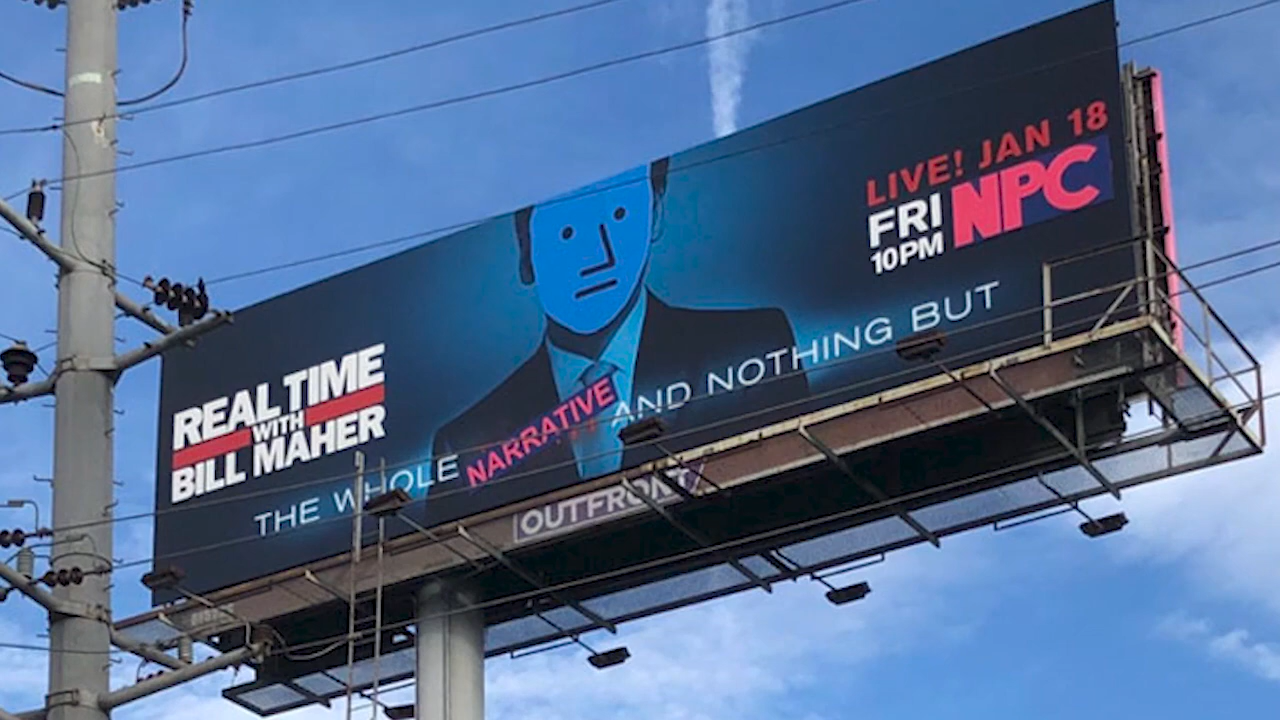 REAL TIME
WITH
BILL MAHER
LIVE! JAN 18
FRI
10PM
NPC
THE WHOLE NARRATIVE AND NOTHING BUT
OUTFRONT